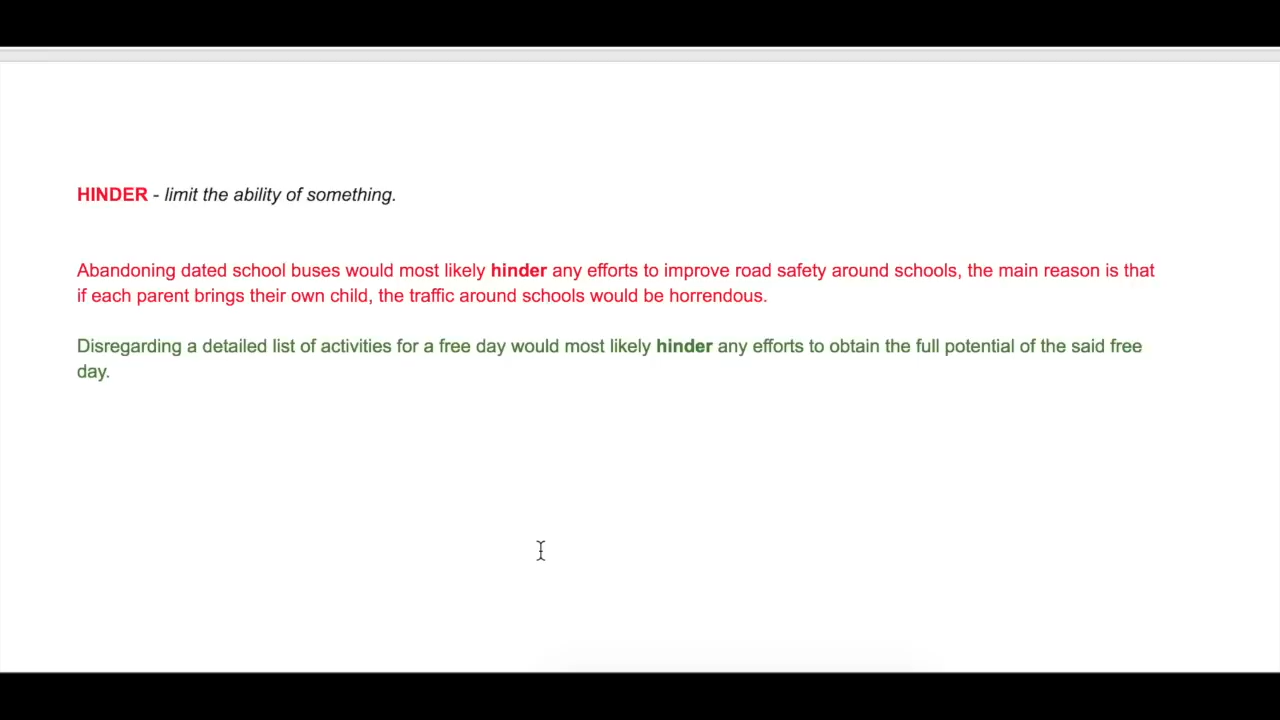 HINDER - limit the ability of something.
Abandoning dated school buses would most likely hinder any efforts to improve road safety around schools, the main reason is that
if each parent brings their own child, the traffic around schools would be horrendous.
Disregarding a detailed list of activities for a free day would most likely hinder any efforts to obtain the full potential of the said free
day.